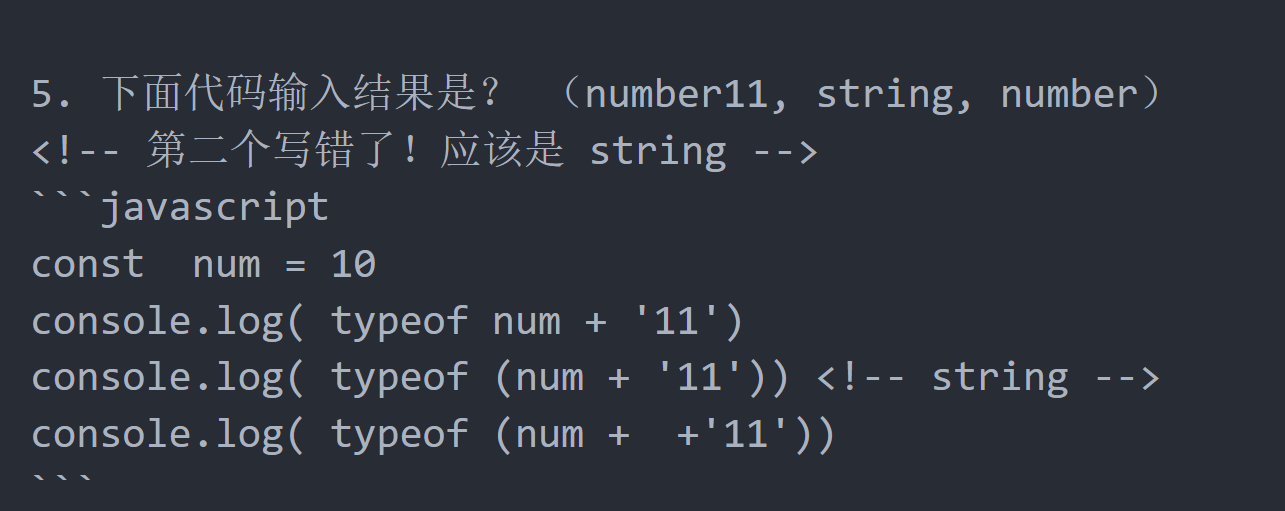 5. 下面代码输入结果是？ （number11, string, number）
<!-- 第二个写错了！应该是 string -->
```javascript
const  num = 10
console.log( typeof num + '11')
console.log( typeof (num + '11')) <!-- string -->
console.log( typeof (num +  +'11'))
```